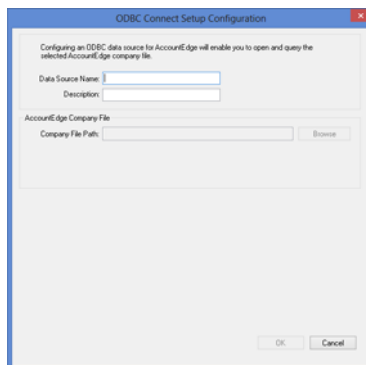 ODBC Connect Setup Configuration
Configuring an ODBC data source for AccountEdge will enable you to open and query the
selected AccountEdge company file.
Data Source Name:
Description:
AccountEdge Company File
Company File Path:
Browse
OK
Cancel